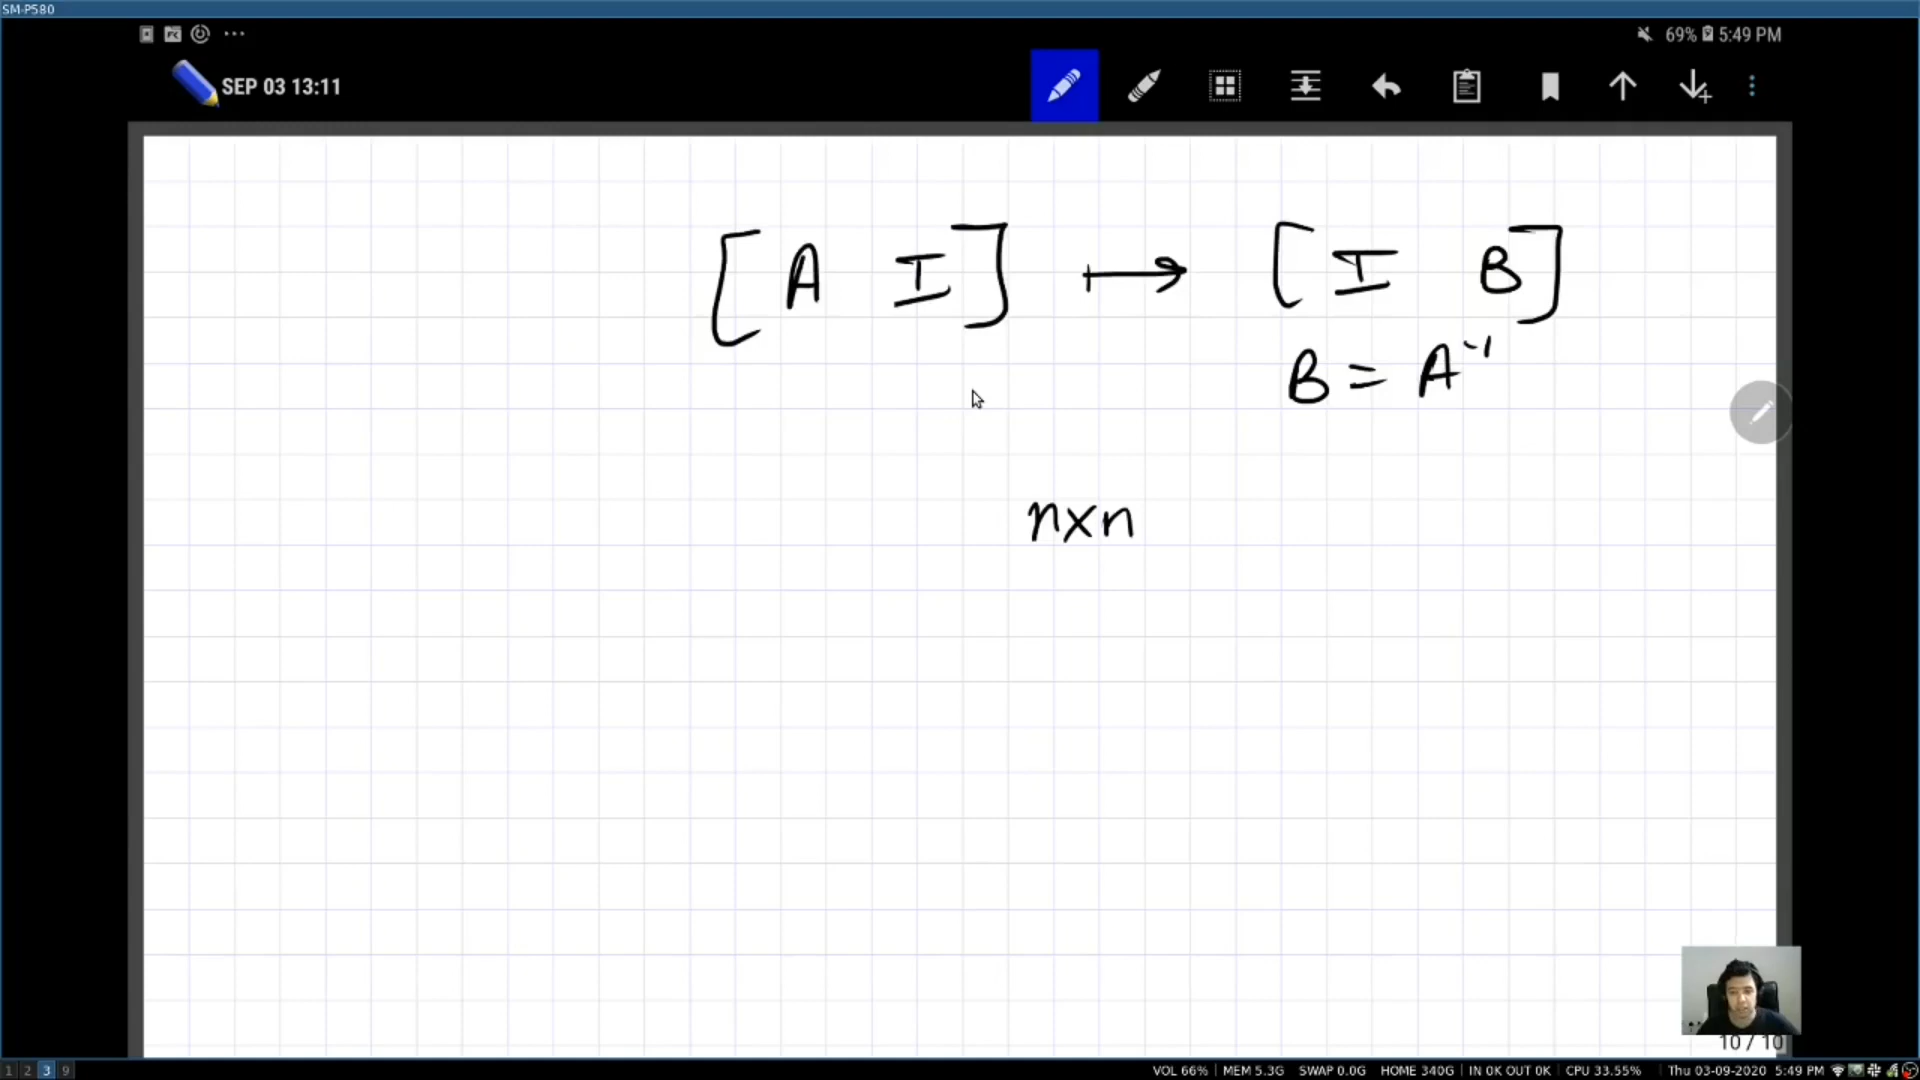 SM-P580
69% 5:49 PM
SEP 03 13:11
[ A I ] ↦ [ I B ]
B = A⁻¹
n×n
10 / 10
1 2 3 9
VOL 66% | MEM 5.3G SWAP 0.0G | HOME 340G | IN 0K OUT 0K | CPU 33.55% | Thu 03-09-2020 | 5:49 PM